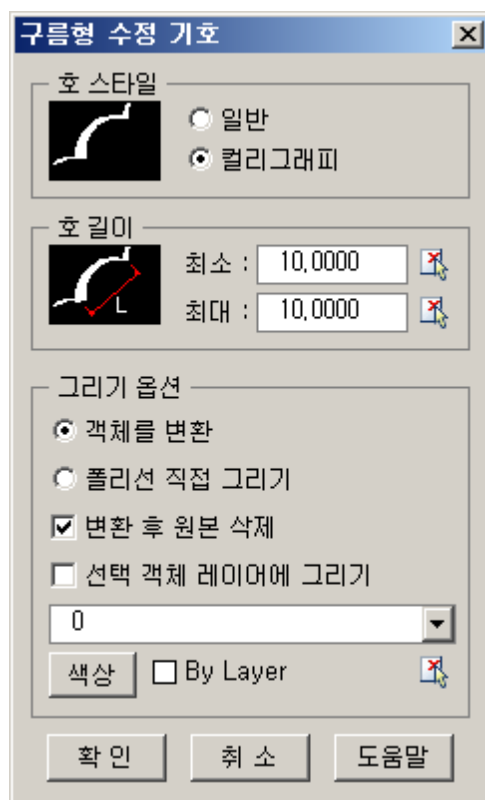 구름형 수정 기호
호 스타일
일반
컬리그래피
호 길이
최소 : 10,0000
L
최대 : 10,0000
그리기 옵션
객체를 변환
폴리선 직접 그리기
변환 후 원본 삭제
선택 객체 레이어에 그리기
0
색상 By Layer
확 인 취 소 도움말